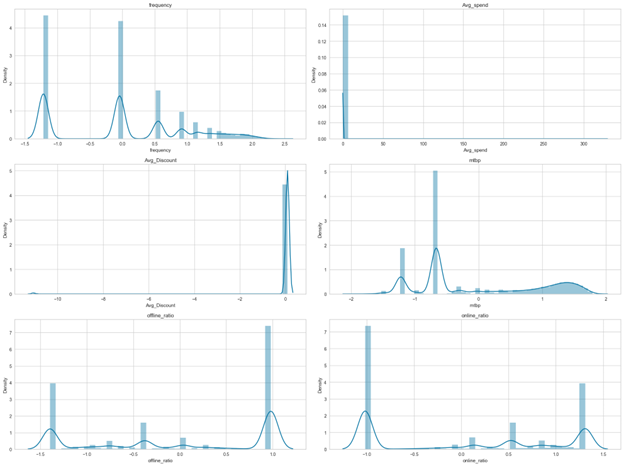 frequency
4
3
2
1
0
Density
−1.5 −1.0 −0.5 0.0 0.5 1.0 1.5 2.0 2.5
frequency
Avg_spend
0.14
0.12
0.10
0.08
0.06
0.04
0.02
0.00
Density
0 50 100 150 200 250 300
Avg_spend
Avg_Discount
5
4
3
2
1
0
Density
−10 −8 −6 −4 −2 0
Avg_Discount
mtbp
5
4
3
2
1
0
Density
−2 −1 0 1 2
mtbp
offline_ratio
7
6
5
4
3
2
1
0
Density
−1.5 −1.0 −0.5 0.0 0.5 1.0
offline_ratio
online_ratio
7
6
5
4
3
2
1
0
Density
−1.0 −0.5 0.0 0.5 1.0 1.5
online_ratio